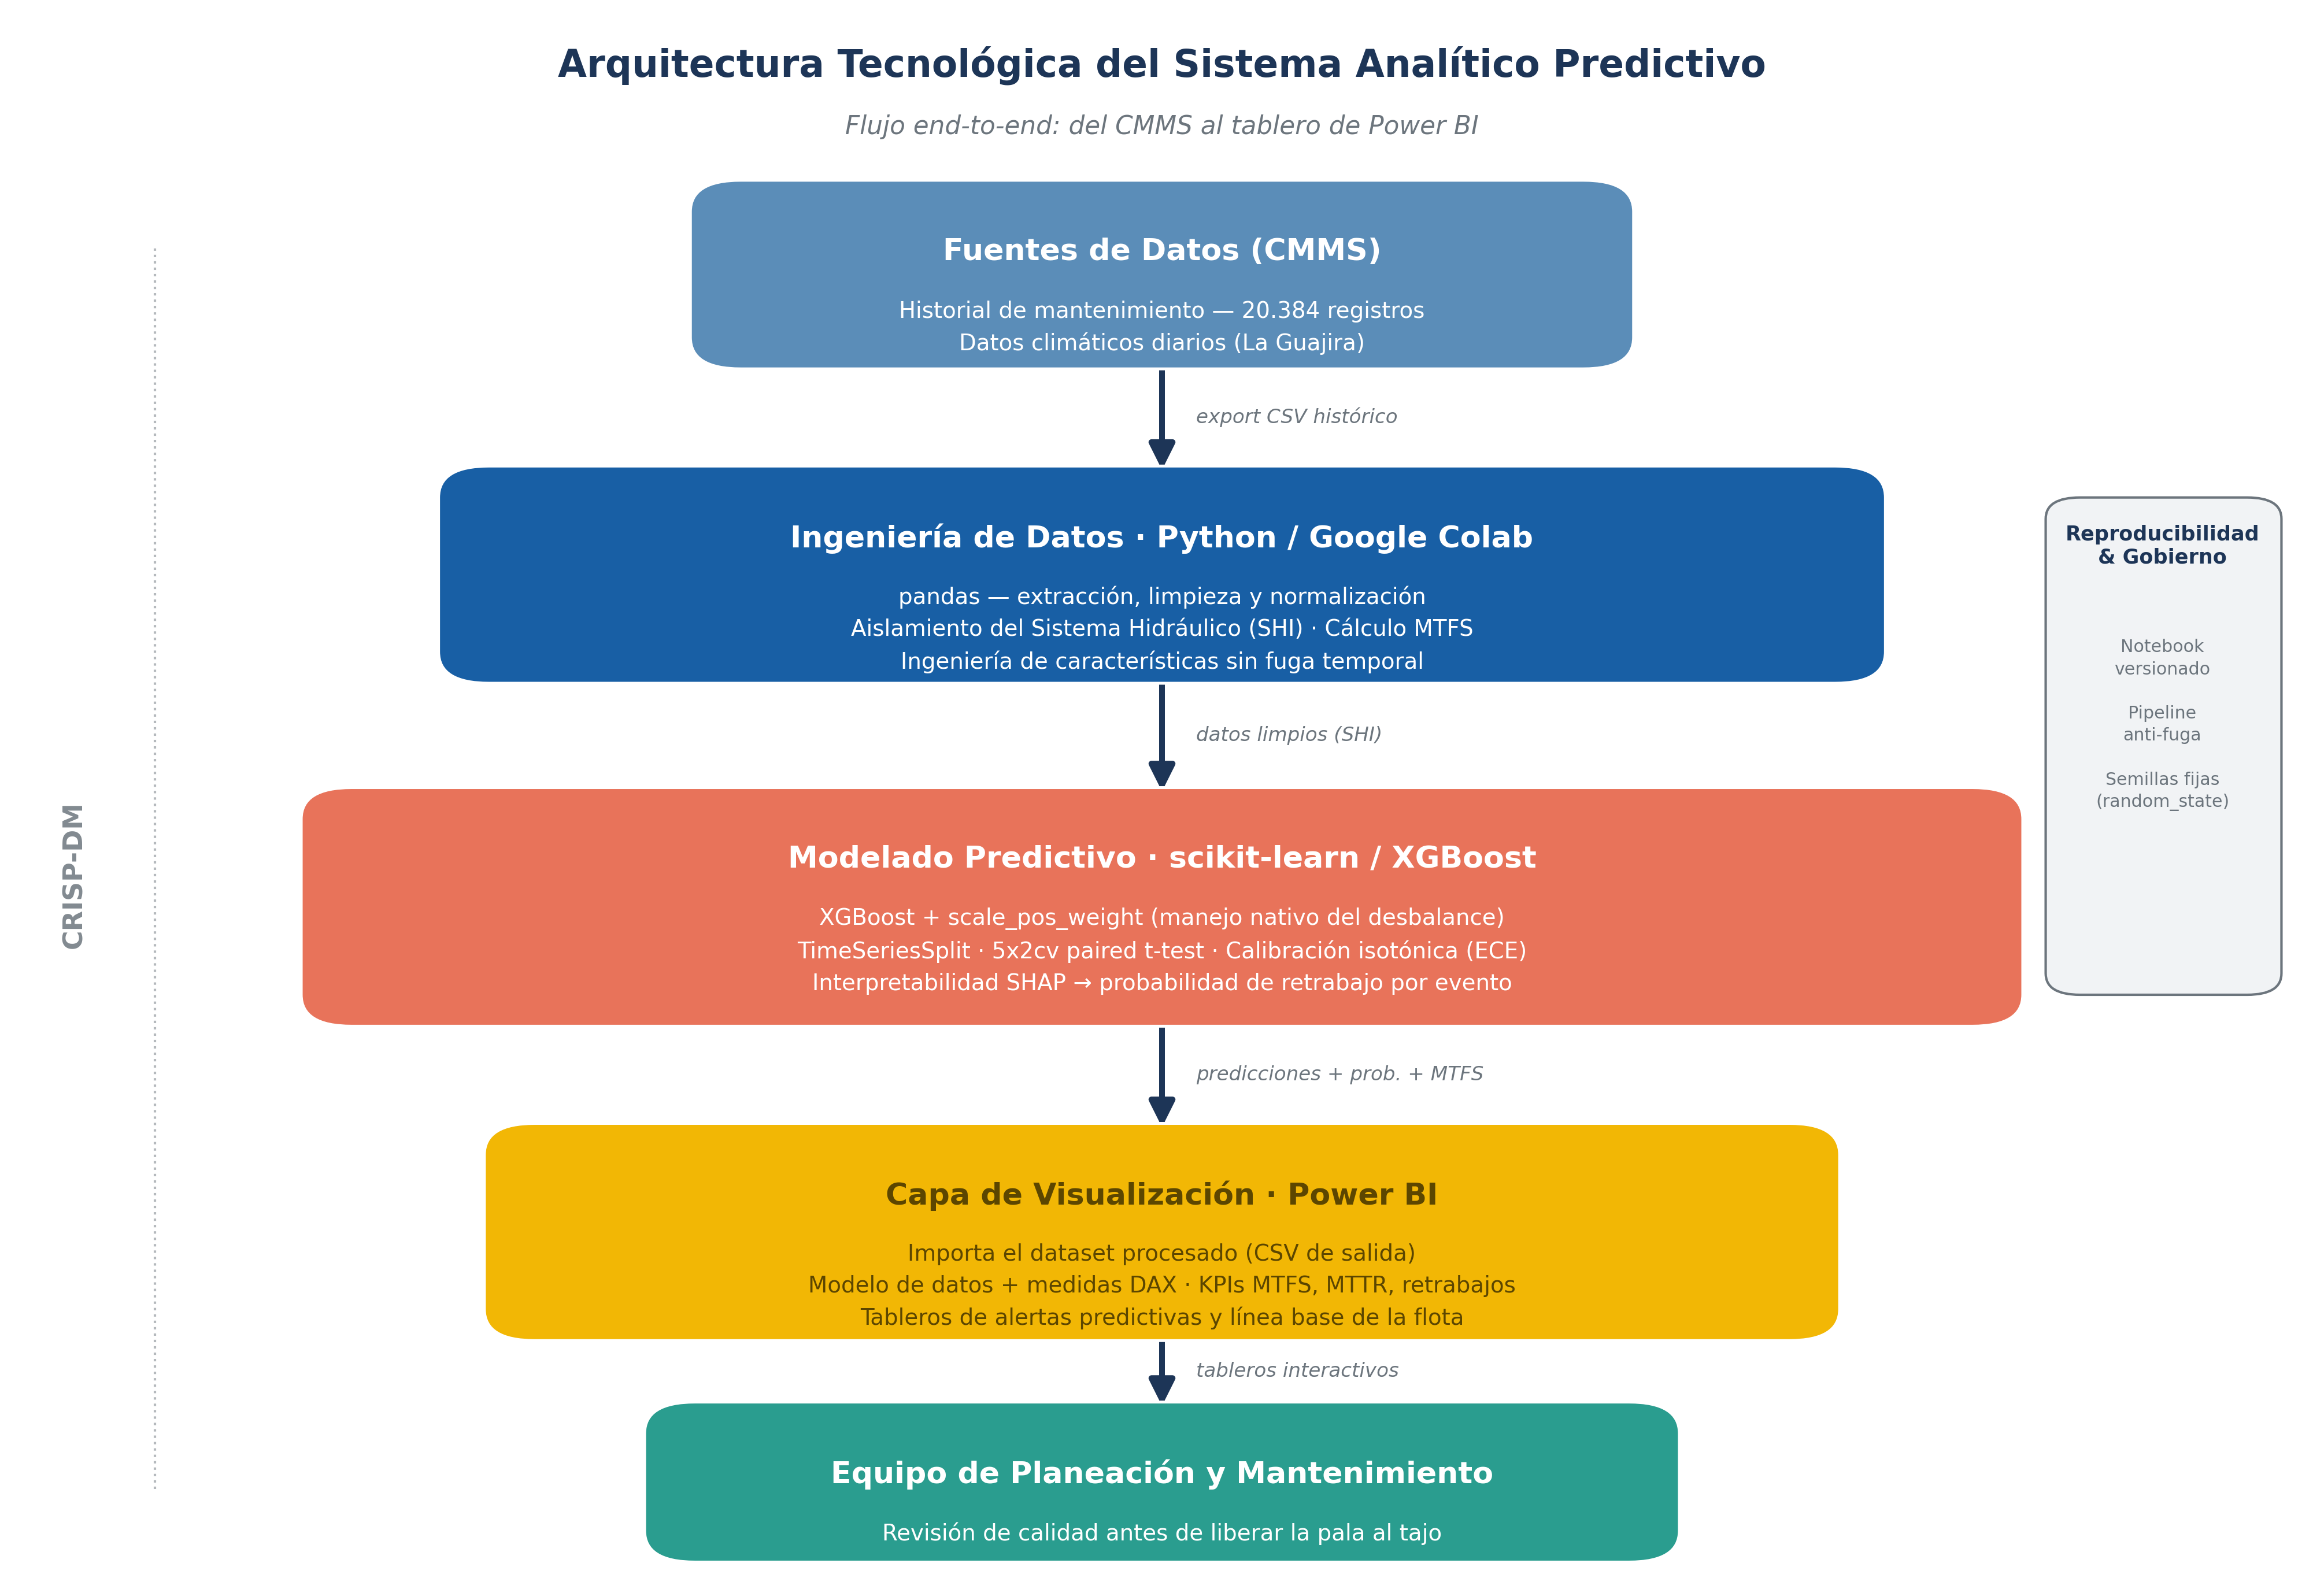 Arquitectura Tecnológica del Sistema Analítico Predictivo
Flujo end-to-end: del CMMS al tablero de Power BI
Fuentes de Datos (CMMS)
Historial de mantenimiento — 20.384 registros
Datos climáticos diarios (La Guajira)
export CSV histórico
Ingeniería de Datos · Python / Google Colab
pandas — extracción, limpieza y normalización
Aislamiento del Sistema Hidráulico (SHI) · Cálculo MTFS
Ingeniería de características sin fuga temporal
datos limpios (SHI)
Modelado Predictivo · scikit-learn / XGBoost
XGBoost + scale_pos_weight (manejo nativo del desbalance)
TimeSeriesSplit · 5x2cv paired t-test · Calibración isotónica (ECE)
Interpretabilidad SHAP → probabilidad de retrabajo por evento
predicciones + prob. + MTFS
Capa de Visualización · Power BI
Importa el dataset procesado (CSV de salida)
Modelo de datos + medidas DAX · KPIs MTFS, MTTR, retrabajos
Tableros de alertas predictivas y línea base de la flota
tableros interactivos
Equipo de Planeación y Mantenimiento
Revisión de calidad antes de liberar la pala al tajo
Reproducibilidad
& Gobierno
Notebook
versionado
Pipeline
anti-fuga
Semillas fijas
(random_state)
CRISP-DM